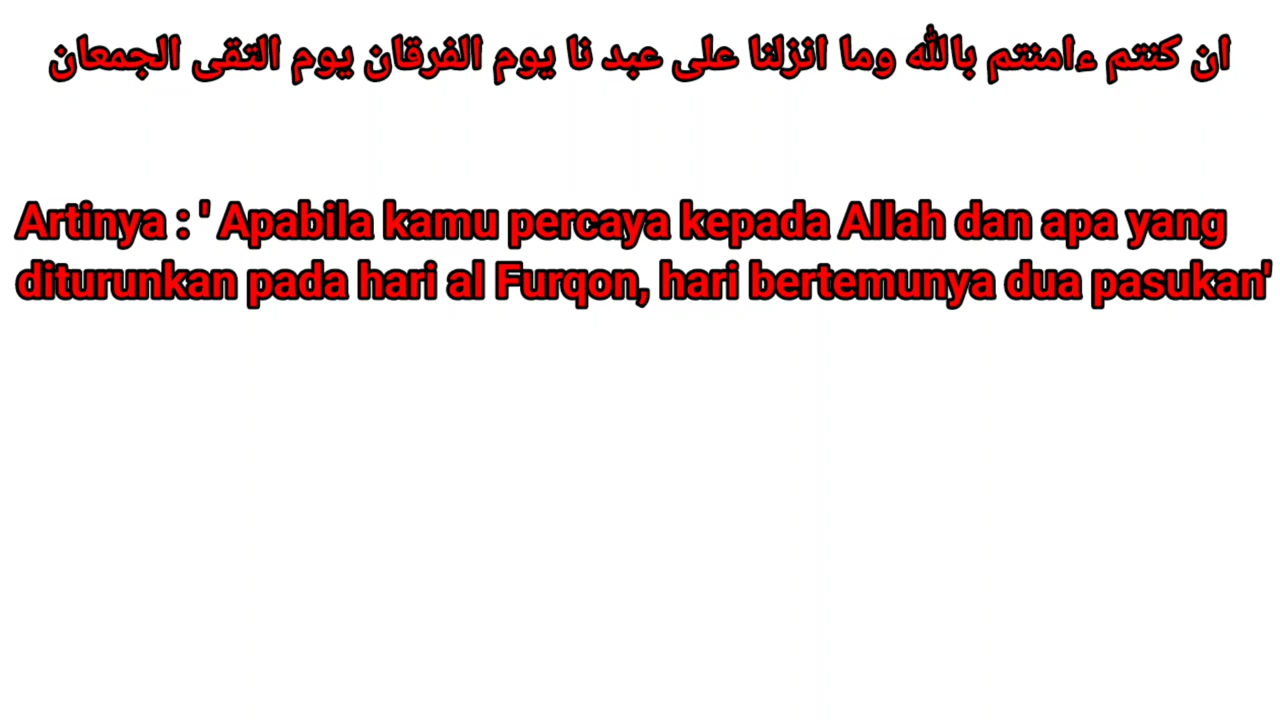 ان كنتم ءامنتم بالله وما انزلنا على عبد نا يوم الفرقان يوم التقى الجمعان
Artinya : ' Apabila kamu percaya kepada Allah dan apa yang
diturunkan pada hari al Furqon, hari bertemunya dua pasukan'